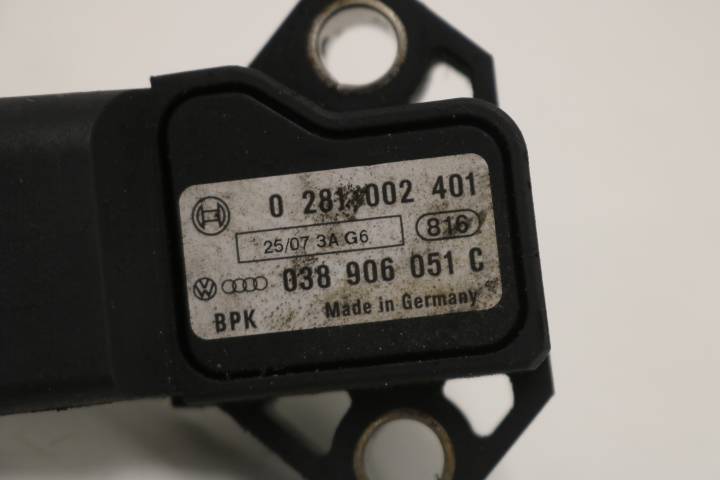 0 281 002 401
25/07 3A G6 816
038 906 051 C
BPK Made in Germany